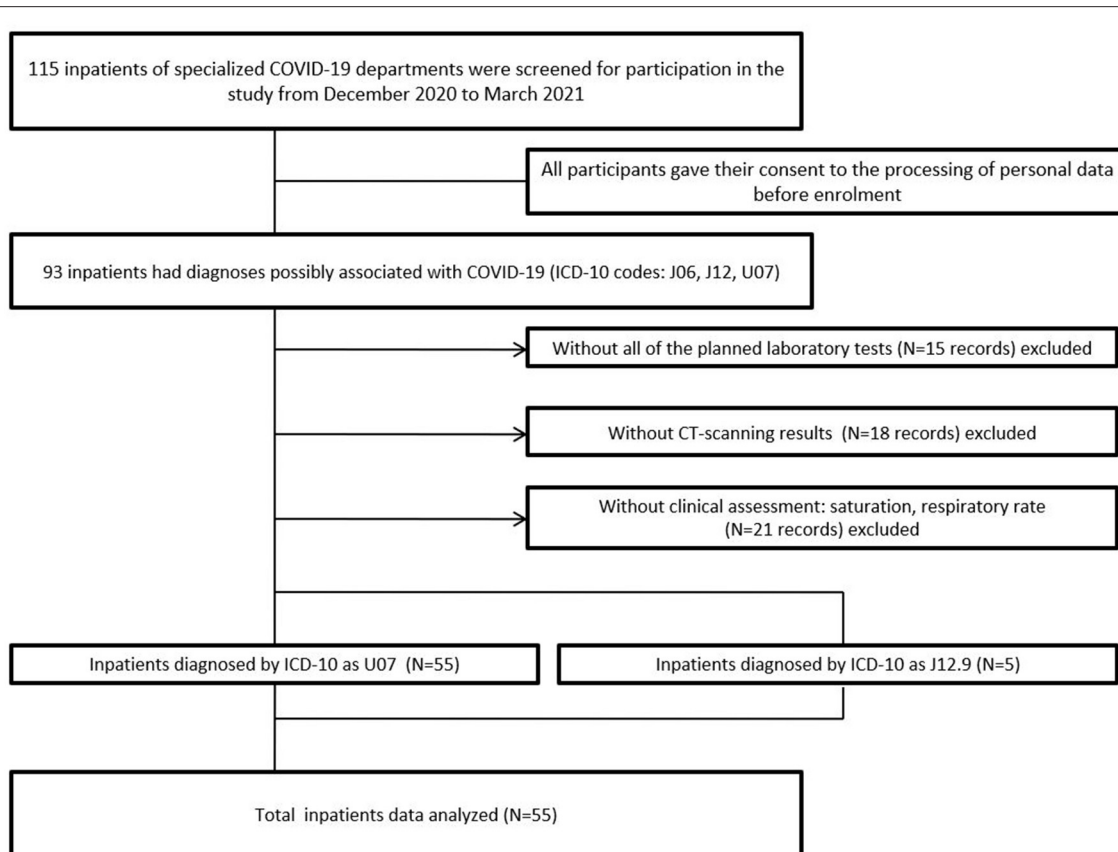 115 inpatients of specialized COVID-19 departments were screened for participation in the
study from December 2020 to March 2021
All participants gave their consent to the processing of personal data
before enrolment
93 inpatients had diagnoses possibly associated with COVID-19 (ICD-10 codes: J06, J12, U07)
Without all of the planned laboratory tests (N=15 records) excluded
Without CT-scanning results (N=18 records) excluded
Without clinical assessment: saturation, respiratory rate
(N=21 records) excluded
Inpatients diagnosed by ICD-10 as U07 (N=55)
Inpatients diagnosed by ICD-10 as J12.9 (N=5)
Total inpatients data analyzed (N=55)